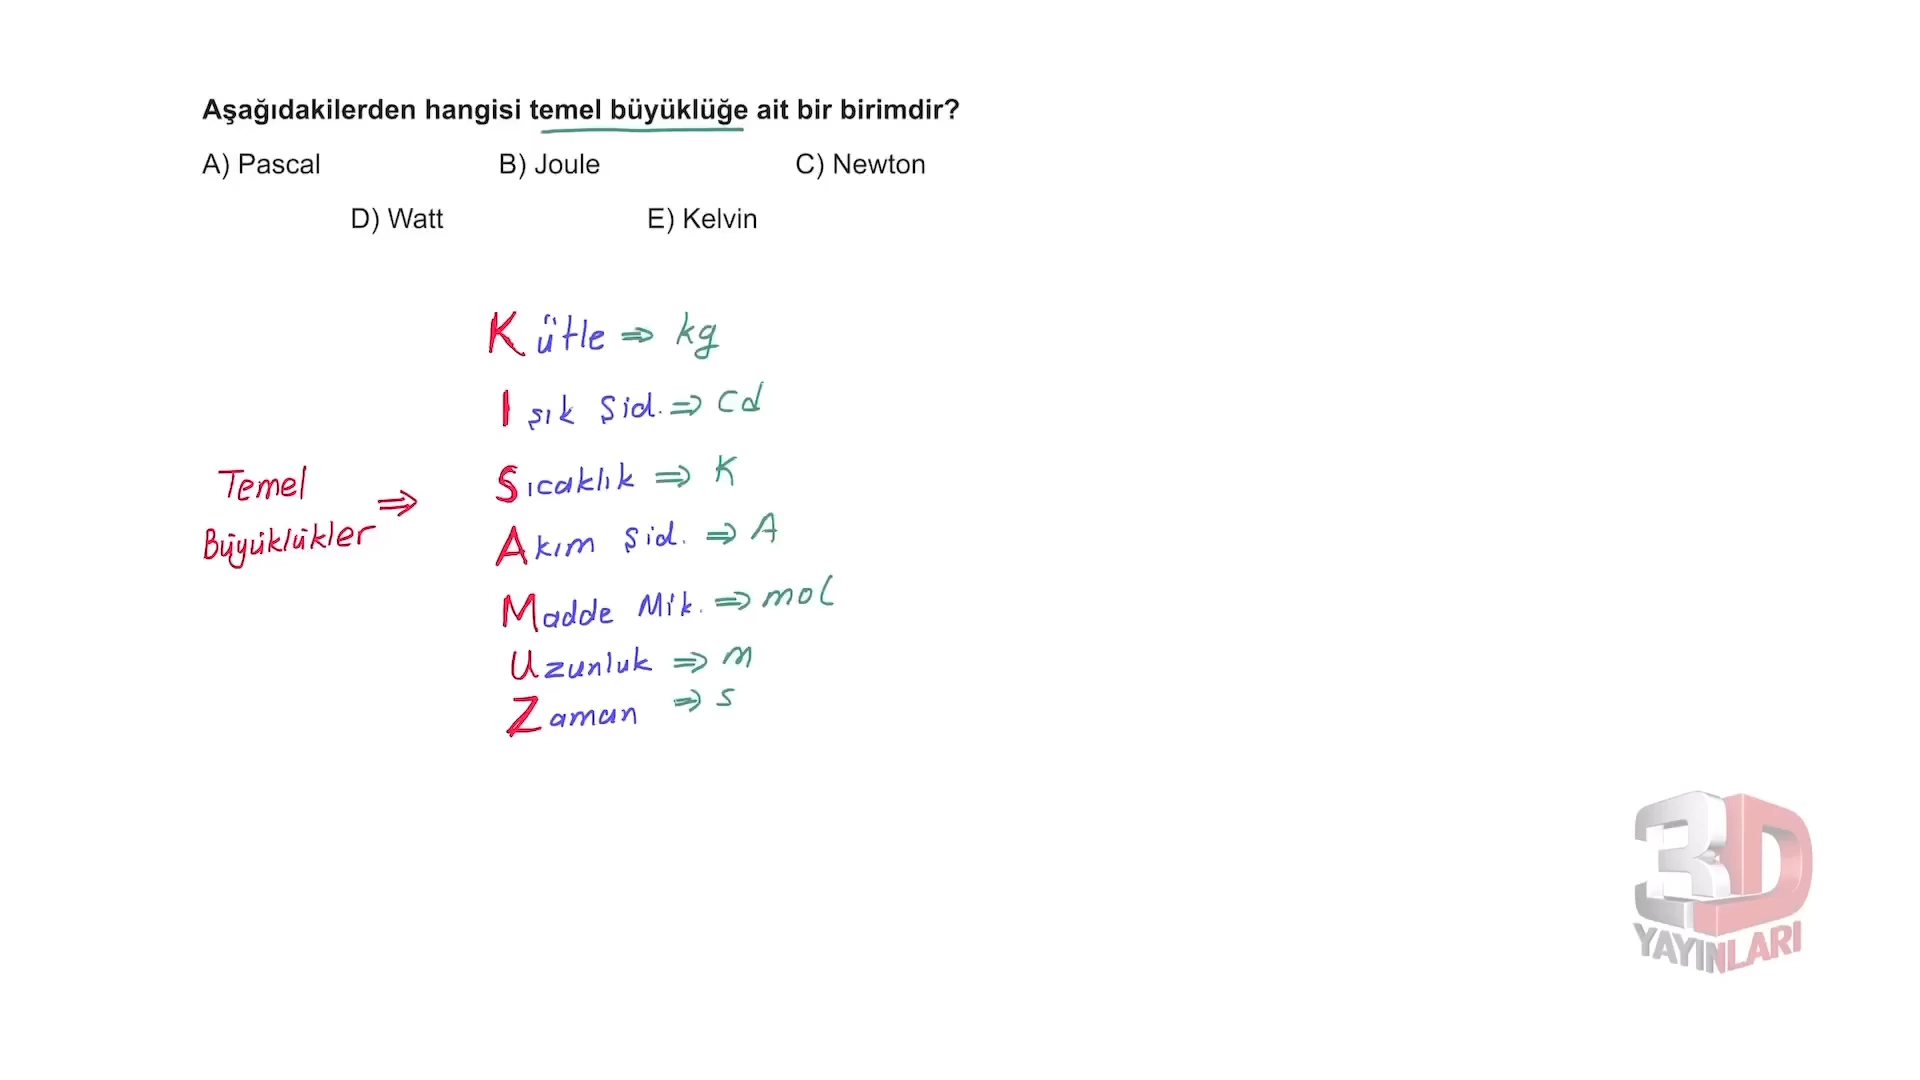 Aşağıdakilerden hangisi temel büyüklüğe ait bir birimdir?
A) Pascal B) Joule C) Newton
D) Watt E) Kelvin
Kütle ⇒ kg
Işık Şid. ⇒ cd
Sıcaklık ⇒ K
Temel
Büyüklükler ⇒
Akım Şid. ⇒ A
Madde Mik. ⇒ mol
Uzunluk ⇒ m
Zaman ⇒ s
3D
YAYINLARI